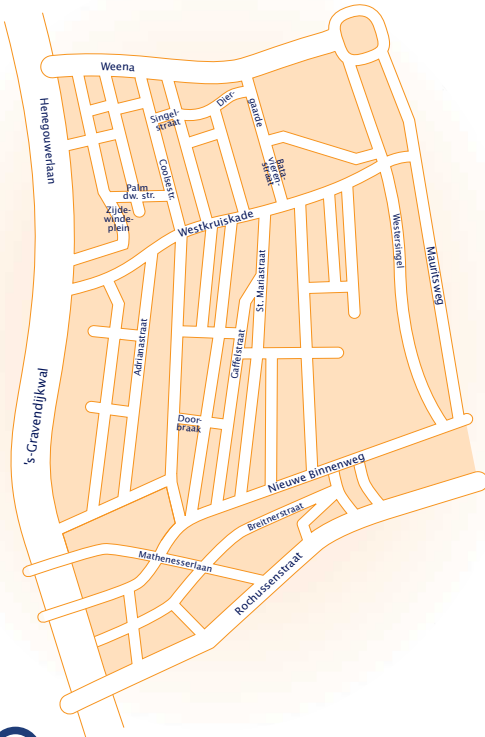 Weena
Henegouwerlaan
Singel-
straat
Dier-
gaarde
Coolsestr.
Bata-
vieren-
straat
Palm
dw. str.
Zijde-
winde-
plein
Westkruiskade
Westersingel
Mauritsweg
St. Mariastraat
Adrianastraat
Gaffelstraat
's-Gravendijkwal
Door-
braak
Nieuwe Binnenweg
Breitnerstraat
Mathenesserlaan
Rochussenstraat